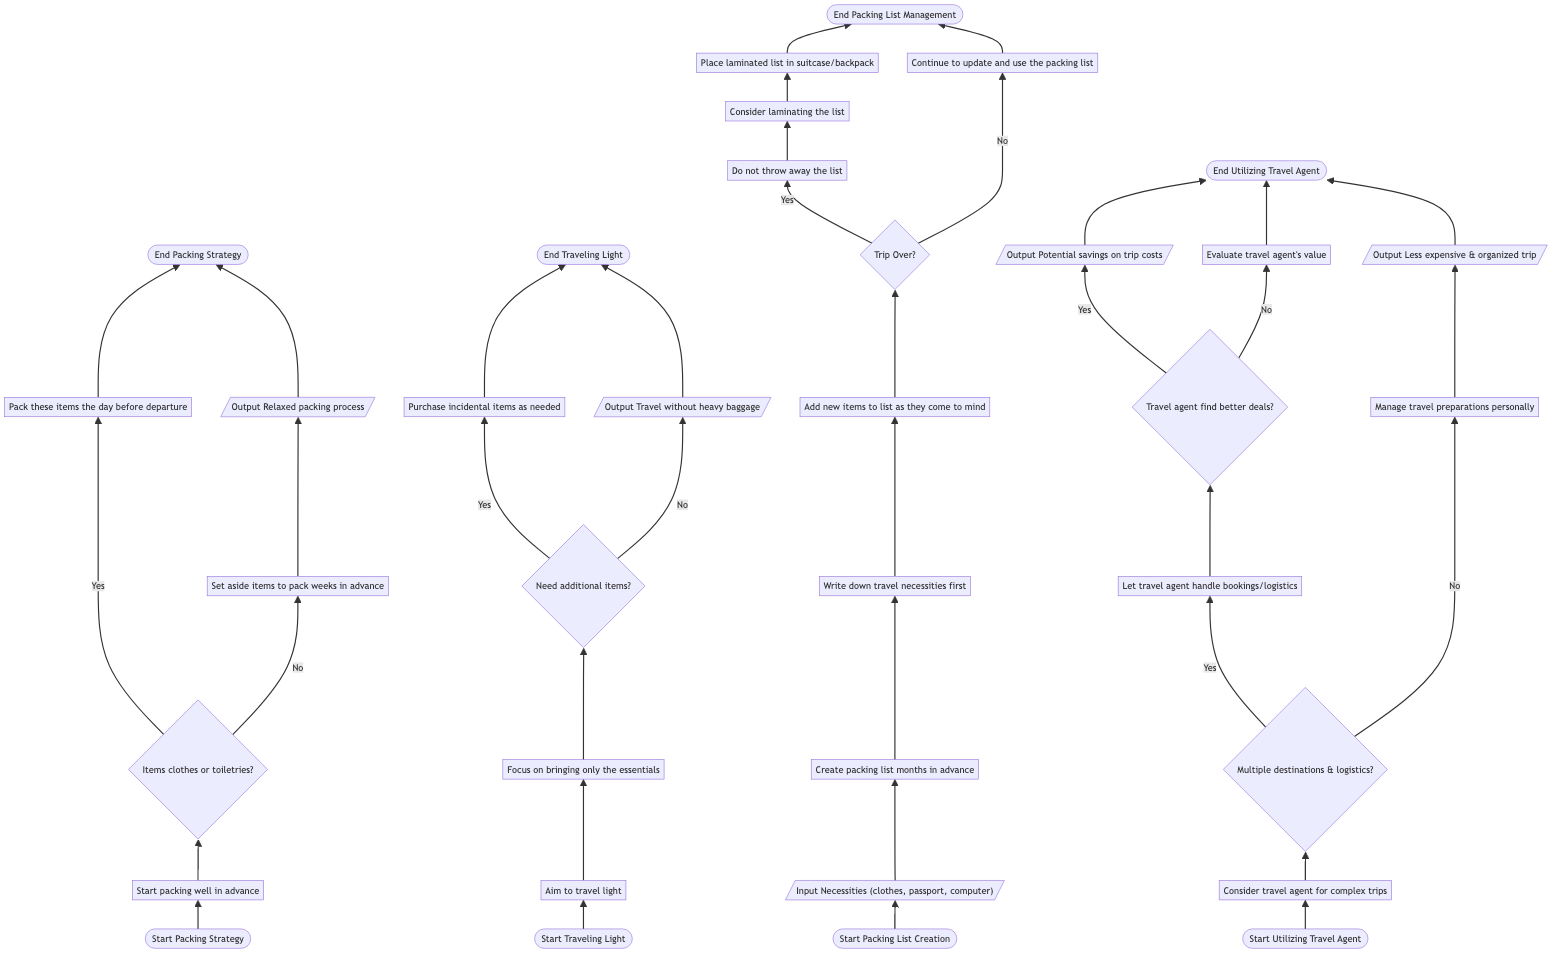 End Packing List Management
Place laminated list in suitcase/backpack
Continue to update and use the packing list
Consider laminating the list
No
Do not throw away the list
Yes
Trip Over?
End Utilizing Travel Agent
End Packing Strategy
End Traveling Light
Output Potential savings on trip costs
Evaluate travel agent's value
Output Less expensive & organized trip
Yes
No
Pack these items the day before departure
Output Relaxed packing process
Purchase incidental items as needed
Output Travel without heavy baggage
Add new items to list as they come to mind
Travel agent find better deals?
Manage travel preparations personally
Yes
No
Yes
Set aside items to pack weeks in advance
Need additional items?
Write down travel necessities first
Let travel agent handle bookings/logistics
No
No
Yes
Items clothes or toiletries?
Focus on bringing only the essentials
Create packing list months in advance
Multiple destinations & logistics?
Start packing well in advance
Aim to travel light
Input Necessities (clothes, passport, computer)
Consider travel agent for complex trips
Start Packing Strategy
Start Traveling Light
Start Packing List Creation
Start Utilizing Travel Agent